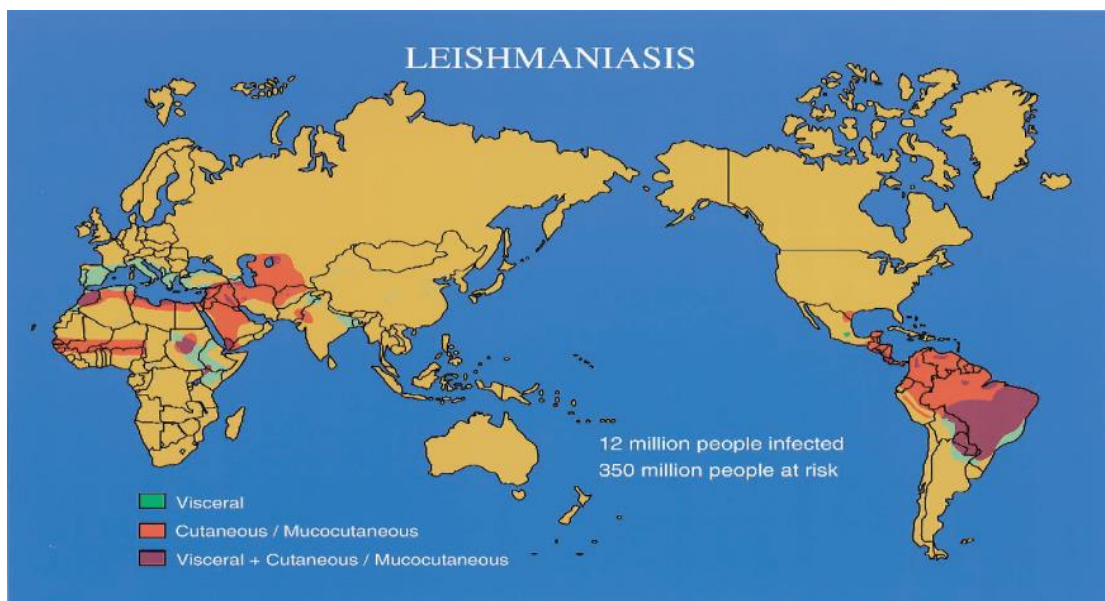 LEISHMANIASIS
12 million people infected
350 million people at risk
Visceral
Cutaneous / Mucocutaneous
Visceral + Cutaneous / Mucocutaneous